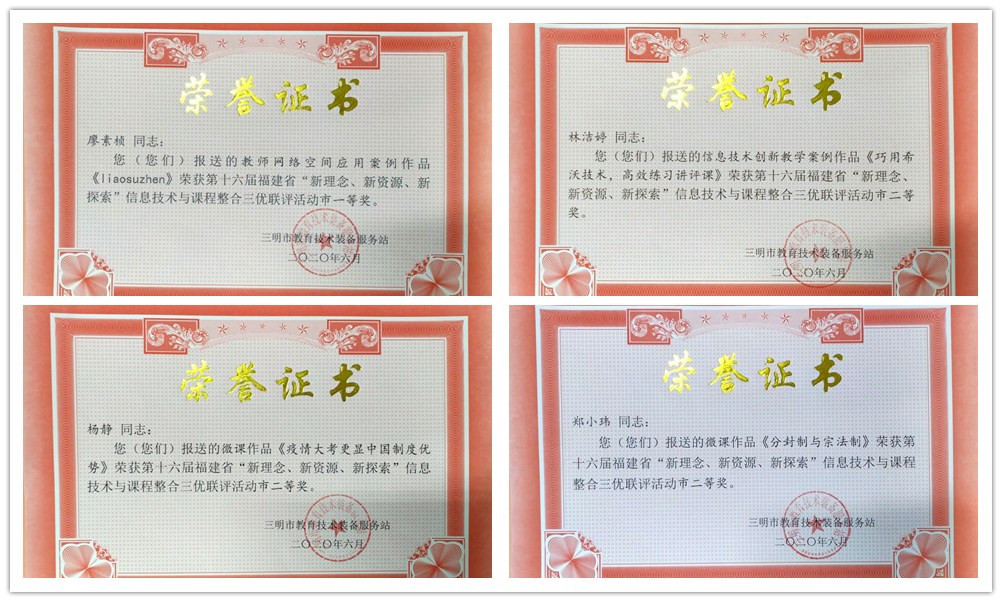 荣誉证书
廖素桢 同志：
您（您们）报送的教师网络空间应用案例作品
《liaosuzhen》荣获第十六届福建省“新理念、新资源、新
探索”信息技术与课程整合三优联评活动市一等奖。
三明市教育技术装备服务站
二〇二〇年六月
荣誉证书
林洁婷 同志：
您（您们）报送的信息技术创新教学案例作品《巧用希
沃技术，高效练习讲评课》荣获第十六届福建省“新理念、
新资源、新探索”信息技术与课程整合三优联评活动市二等
奖。
三明市教育技术装备服务站
二〇二〇年六月
荣誉证书
杨静 同志：
您（您们）报送的微课作品《疫情大考更显中国制度优
势》荣获第十六届福建省“新理念、新资源、新探索”信息
技术与课程整合三优联评活动市二等奖。
三明市教育技术装备服务站
二〇二〇年六月
荣誉证书
郑小玮 同志：
您（您们）报送的微课作品《分封制与宗法制》荣获第
十六届福建省“新理念、新资源、新探索”信息技术与课程
整合三优联评活动市二等奖。
三明市教育技术装备服务站
二〇二〇年六月